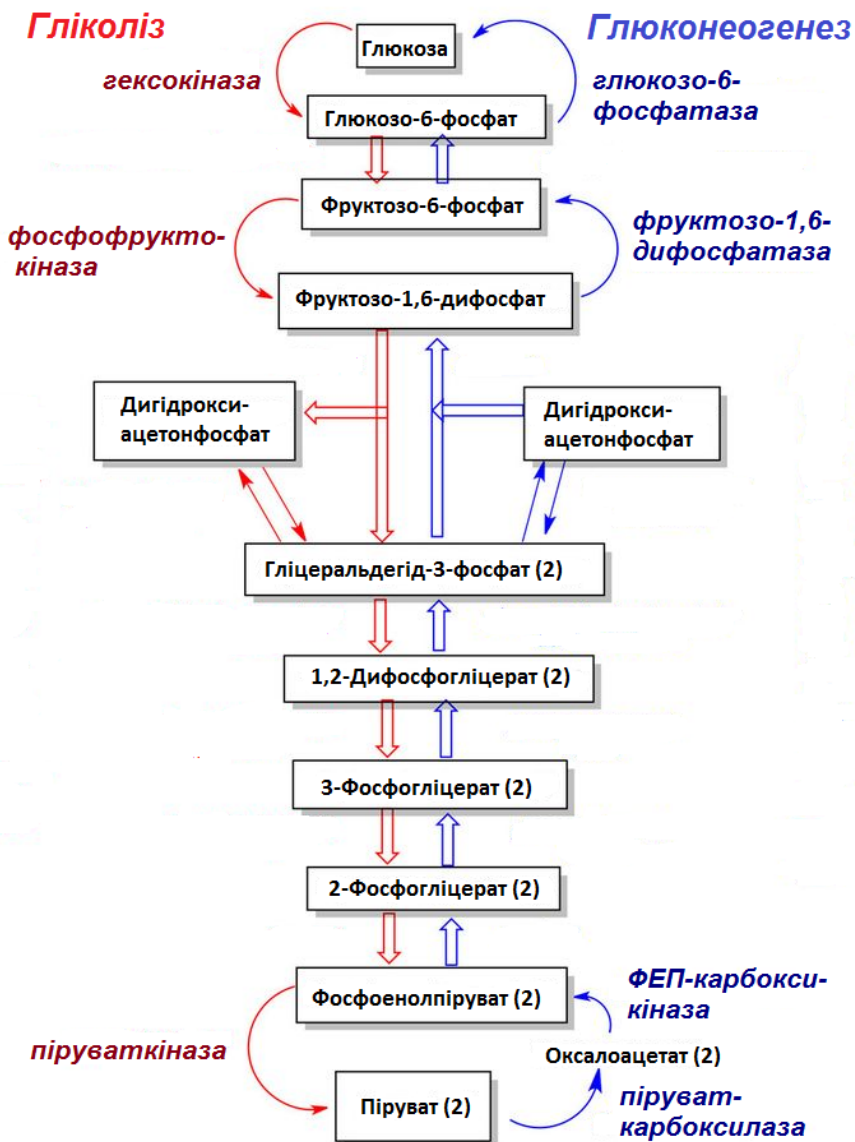 Гліколіз
Глюконеогенез
Глюкоза
гексокіназа
глюкозо-6-
фосфатаза
Глюкозо-6-фосфат
Фруктозо-6-фосфат
фосфофрукто-
кіназа
фруктозо-1,6-
дифосфатаза
Фруктозо-1,6-дифосфат
Дигідрокси-
ацетонфосфат
Дигідрокси-
ацетонфосфат
Гліцеральдегід-3-фосфат (2)
1,2-Дифосфогліцерат (2)
3-Фосфогліцерат (2)
2-Фосфогліцерат (2)
Фосфоенолпіруват (2)
ФЕП-карбокси-
кіназа
піруваткіназа
Оксалоацетат (2)
Піруват (2)
піруват-
карбоксилаза